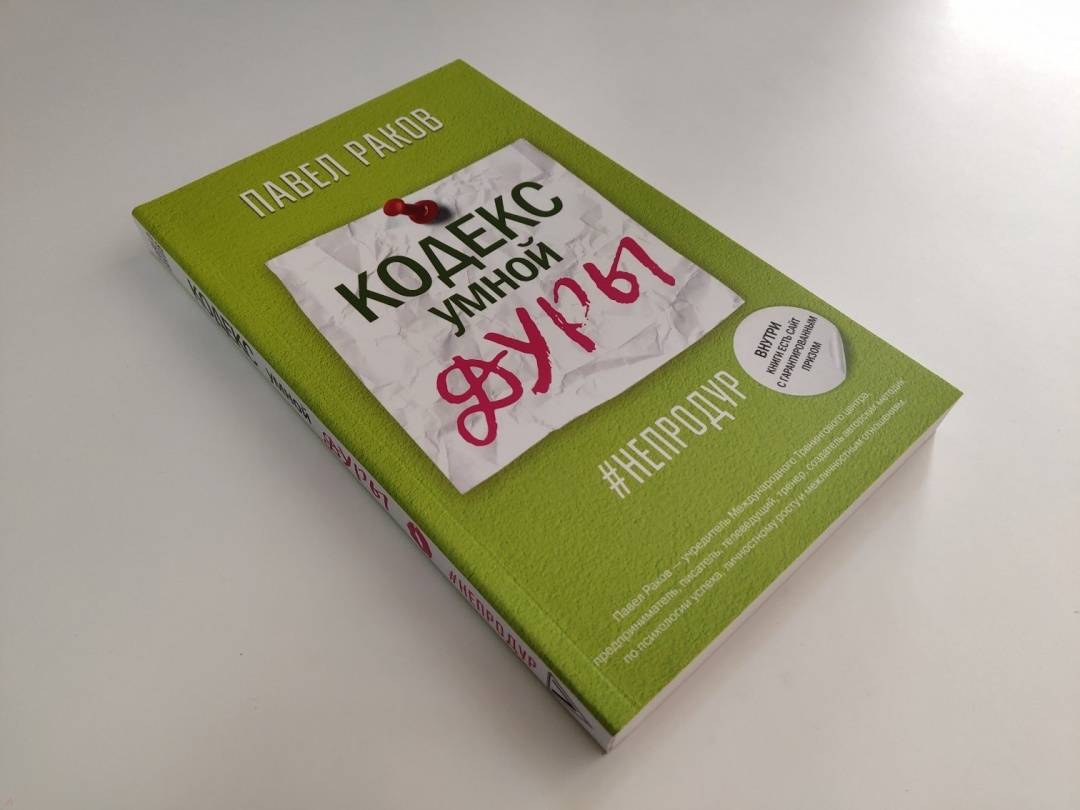 ПАВЕЛ РАКОВ
КОДЕКС
УМНОЙ
ДУРЫ
#НЕПРОДУР
ВНУТРИ
КНИГИ ЕСТЬ САЙТ
С ГАРАНТИРОВАННЫМ
ПРИЗОМ
Павел Раков — учредитель Международного Тренингового центра,
предприниматель, писатель, телеведущий, тренер, создатель авторских методик
по психологии успеха, личностному росту и межличностным отношениям
КОДЕКС УМНОЙ ДУРЫ #НЕПРОДУР